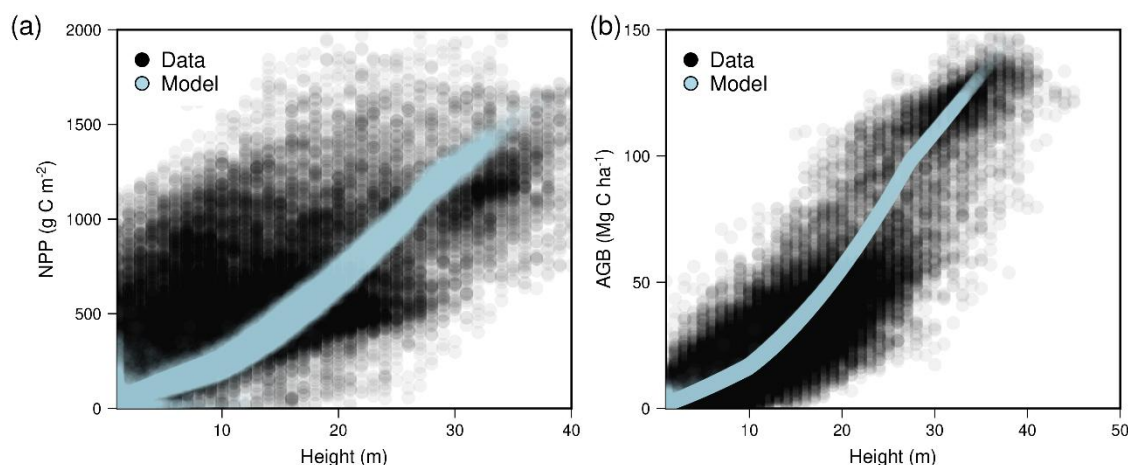 (a)
2000
1500
1000
500
0
NPP (g C m⁻²)
Data
Model
10
20
30
40
Height (m)
(b)
150
100
50
0
AGB (Mg C ha⁻¹)
Data
Model
10
20
30
40
50
Height (m)